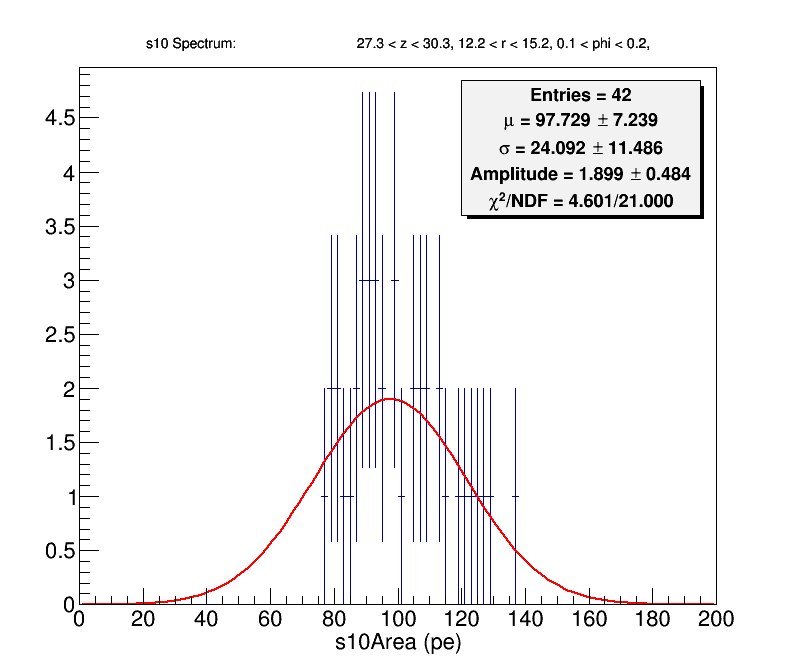 s10 Spectrum: 27.3 < z < 30.3, 12.2 < r < 15.2, 0.1 < phi < 0.2,
Entries = 42
μ = 97.729 ± 7.239
σ = 24.092 ± 11.486
Amplitude = 1.899 ± 0.484
χ²/NDF = 4.601/21.000
4.5
4
3.5
3
2.5
2
1.5
1
0.5
0
0 20 40 60 80 100 120 140 160 180 200
s10Area (pe)